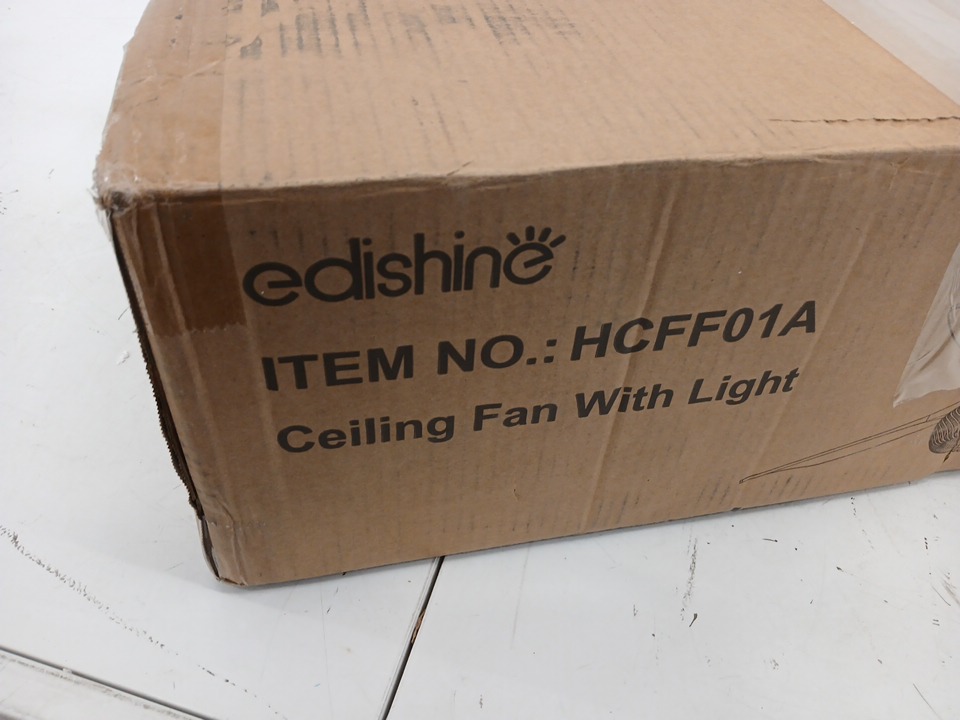 edishine
ITEM NO.: HCFF01A
Ceiling Fan With Light